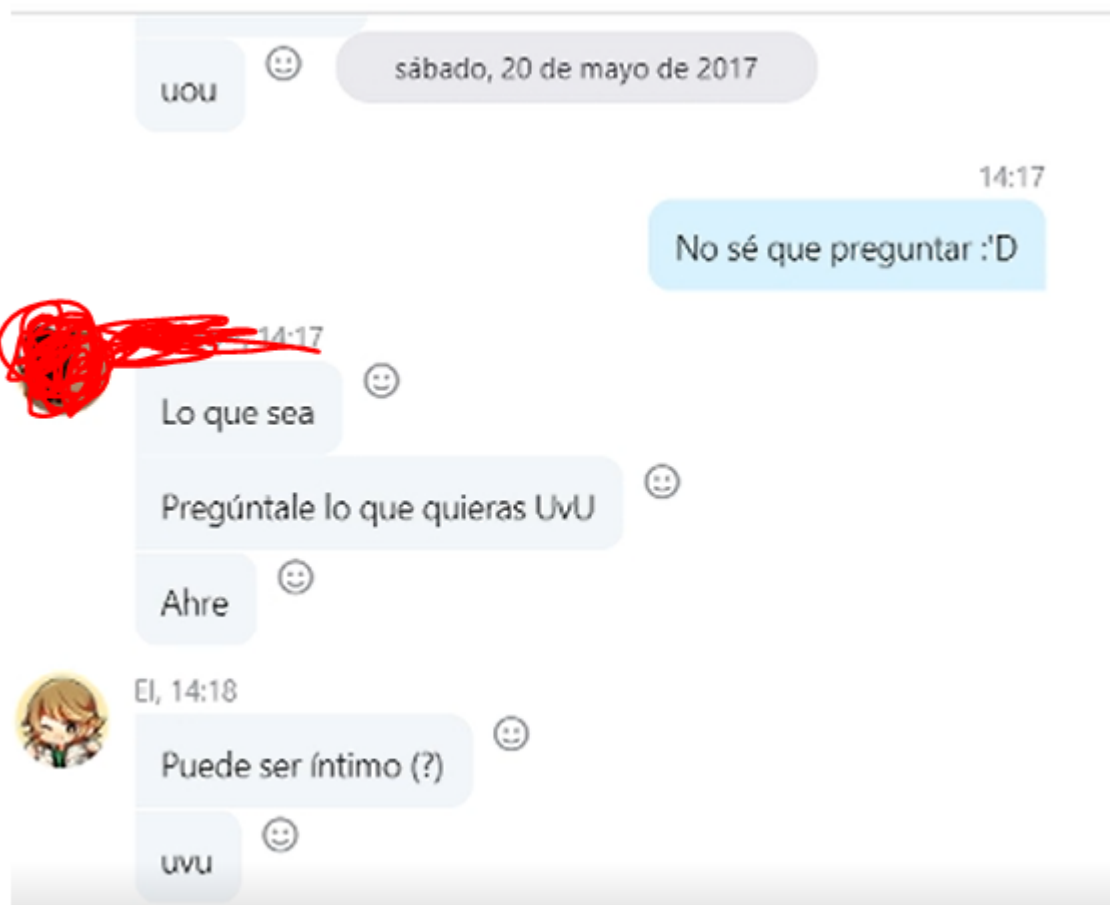 uou
sábado, 20 de mayo de 2017
14:17
No sé que preguntar :'D
14:17
Lo que sea
Pregúntale lo que quieras UvU
Ahre
El, 14:18
Puede ser íntimo (?)
uvu